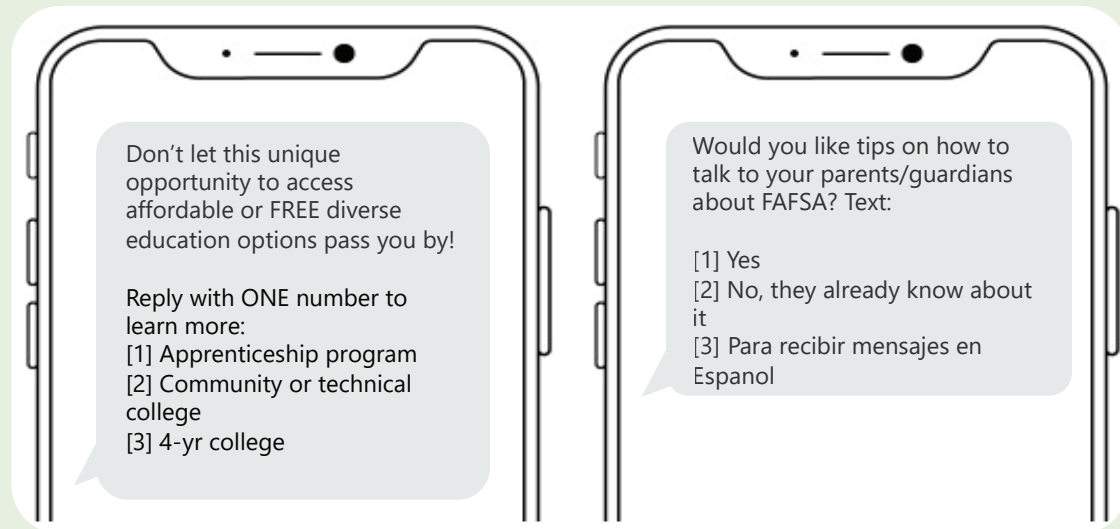 Don't let this unique
opportunity to access
affordable or FREE diverse
education options pass you by!
Reply with ONE number to
learn more:
[1] Apprenticeship program
[2] Community or technical
college
[3] 4-yr college
Would you like tips on how to
talk to your parents/guardians
about FAFSA? Text:
[1] Yes
[2] No, they already know about
it
[3] Para recibir mensajes en
Espanol